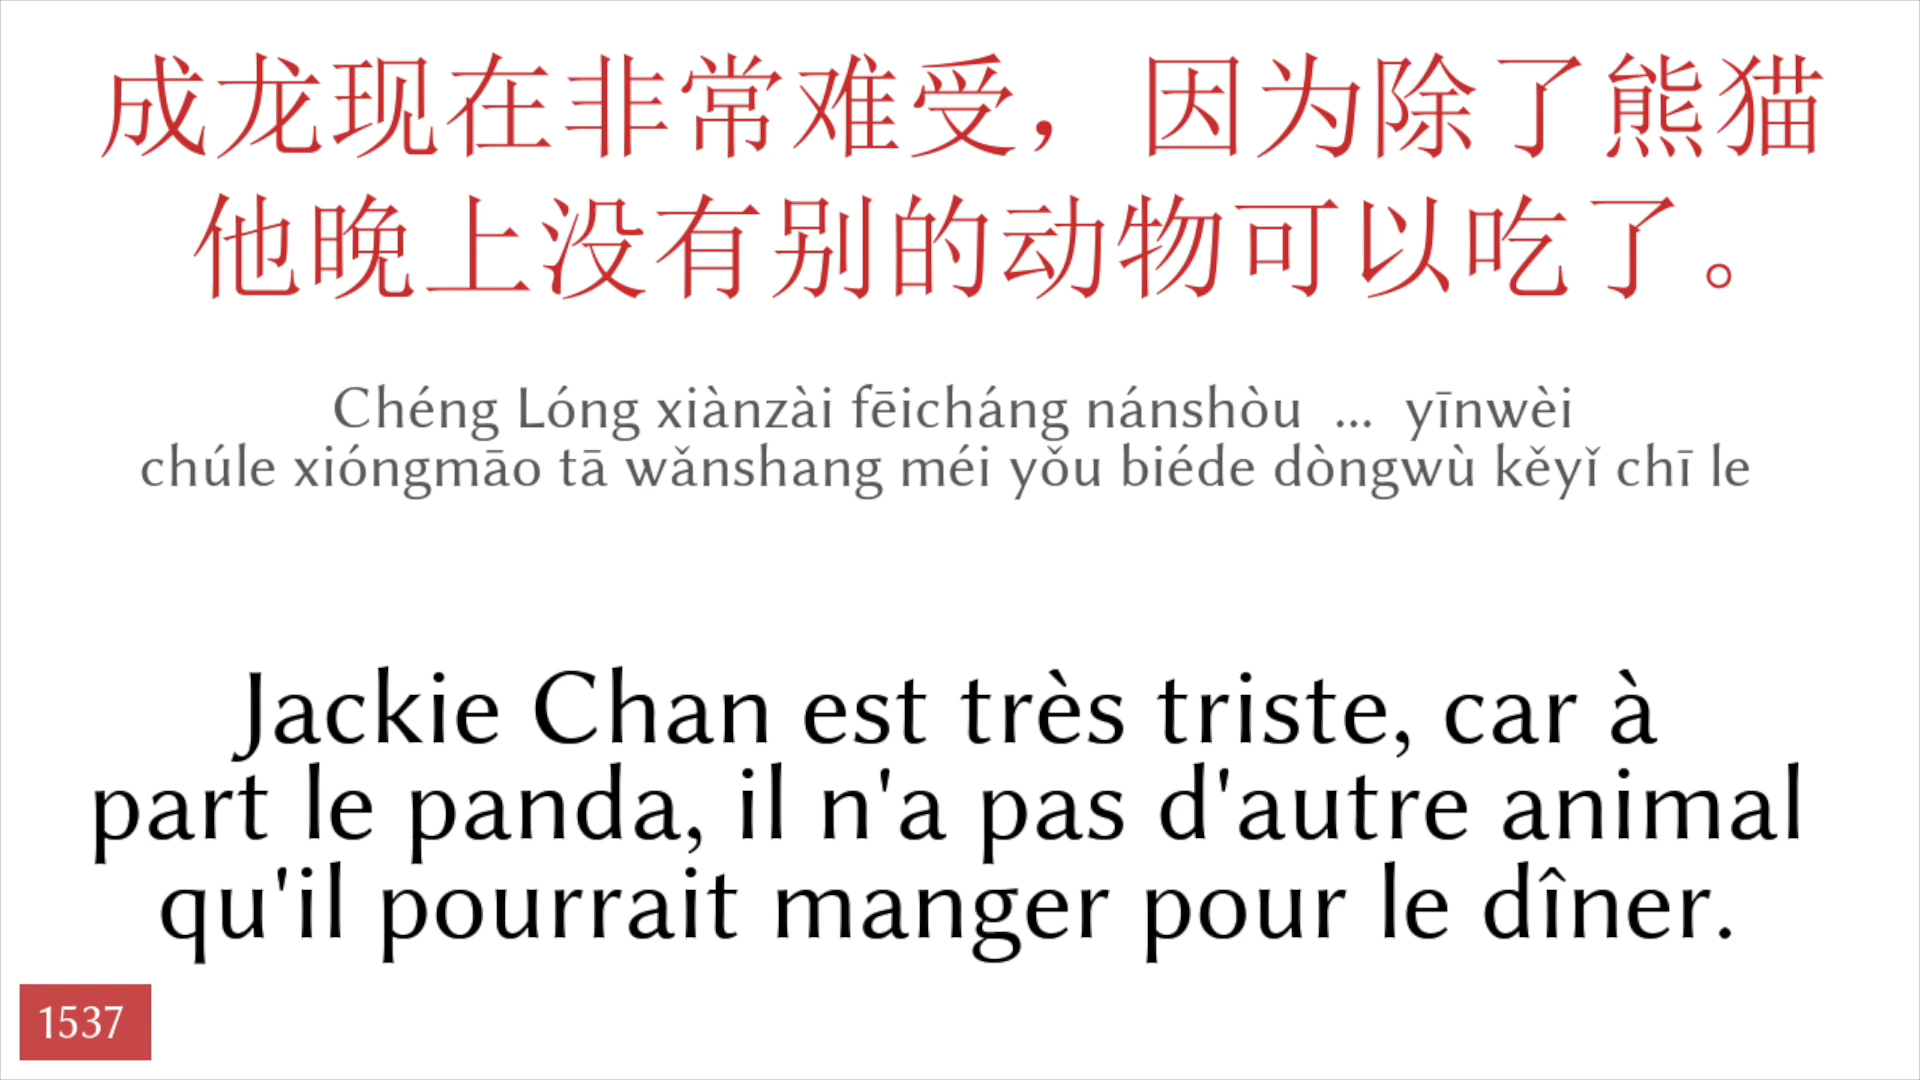 成龙现在非常难受，因为除了熊猫
他晚上没有别的动物可以吃了。
Chéng Lóng xiànzài fēicháng nánshòu ... yīnwèi
chúle xióngmāo tā wǎnshang méi yǒu biéde dòngwù kěyǐ chī le
Jackie Chan est très triste, car à
part le panda, il n'a pas d'autre animal
qu'il pourrait manger pour le dîner.
1537